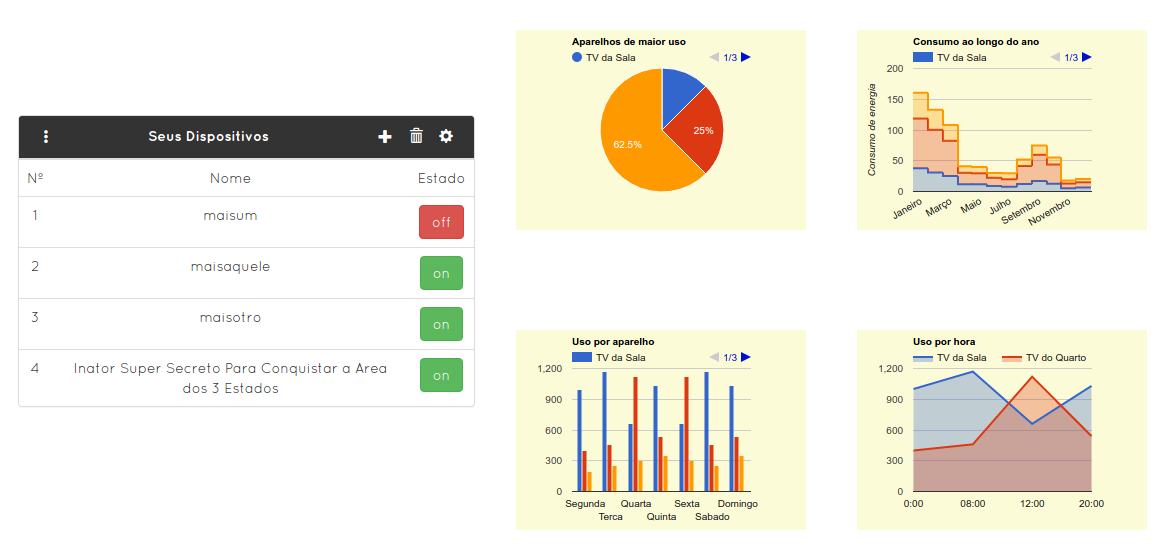 Seus Dispositivos
Nº Nome Estado
1 maisum off
2 maisaquele on
3 maisotro on
4 Inator Super Secreto Para Conquistar a Area on
dos 3 Estados
Aparelhos de maior uso
TV da Sala 1/3
25%
62.5%
Consumo ao longo do ano
TV da Sala 1/3
Consumo de energia
200
150
100
50
0
Janeiro Março Maio Julho Setembro Novembro
Uso por aparelho
TV da Sala 1/3
1,200
900
600
300
0
Segunda Quarta Sexta Domingo
Terca Quinta Sabado
Uso por hora
TV da Sala TV do Quarto
1,200
900
600
300
0
0:00 08:00 12:00 20:00